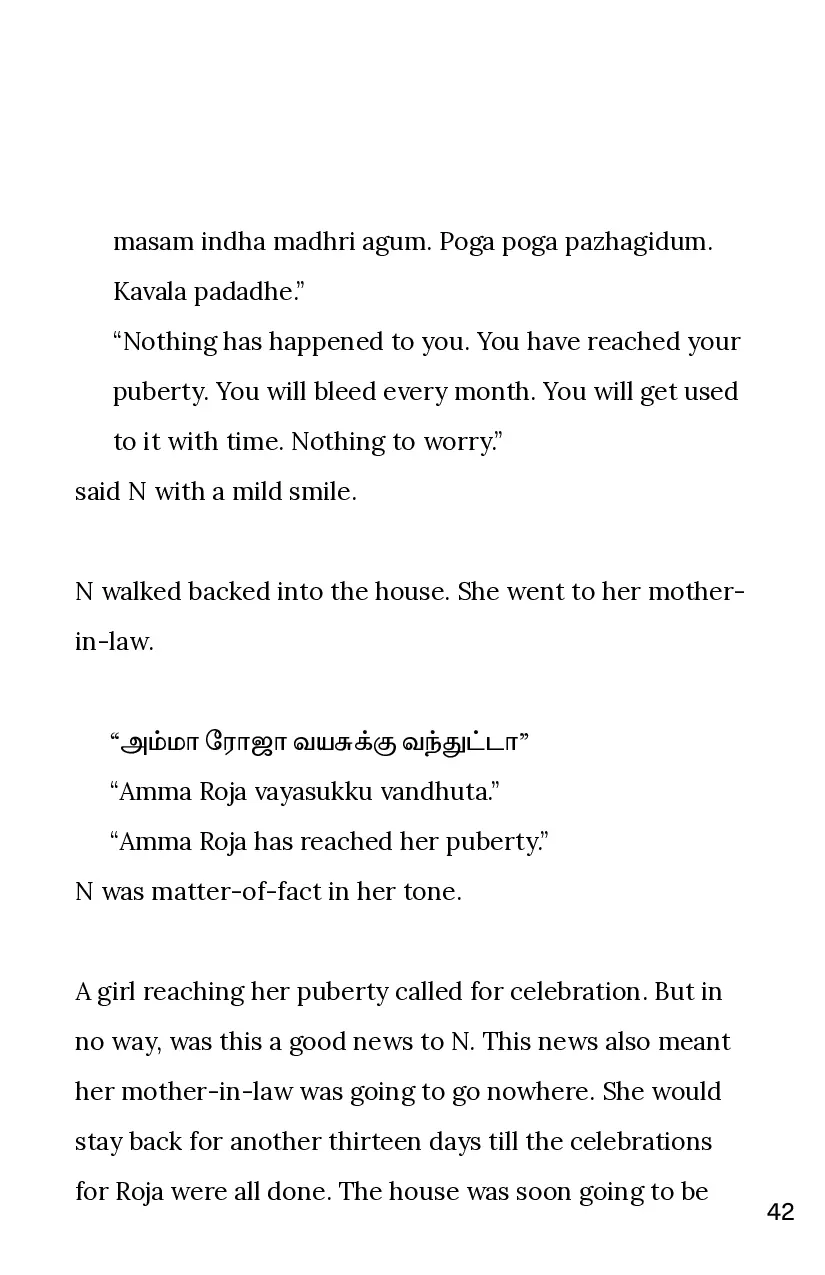 masam indha madhri agum. Poga poga pazhagidum.
Kavala padadhe.”
“Nothing has happened to you. You have reached your
puberty. You will bleed every month. You will get used
to it with time. Nothing to worry.”
said N with a mild smile.
N walked backed into the house. She went to her mother-
in-law.
“அம்மா ரோஜா வயசுக்கு வந்துட்டா”
“Amma Roja vayasukku vandhuta.”
“Amma Roja has reached her puberty.”
N was matter-of-fact in her tone.
A girl reaching her puberty called for celebration. But in
no way, was this a good news to N. This news also meant
her mother-in-law was going to go nowhere. She would
stay back for another thirteen days till the celebrations
for Roja were all done. The house was soon going to be
42